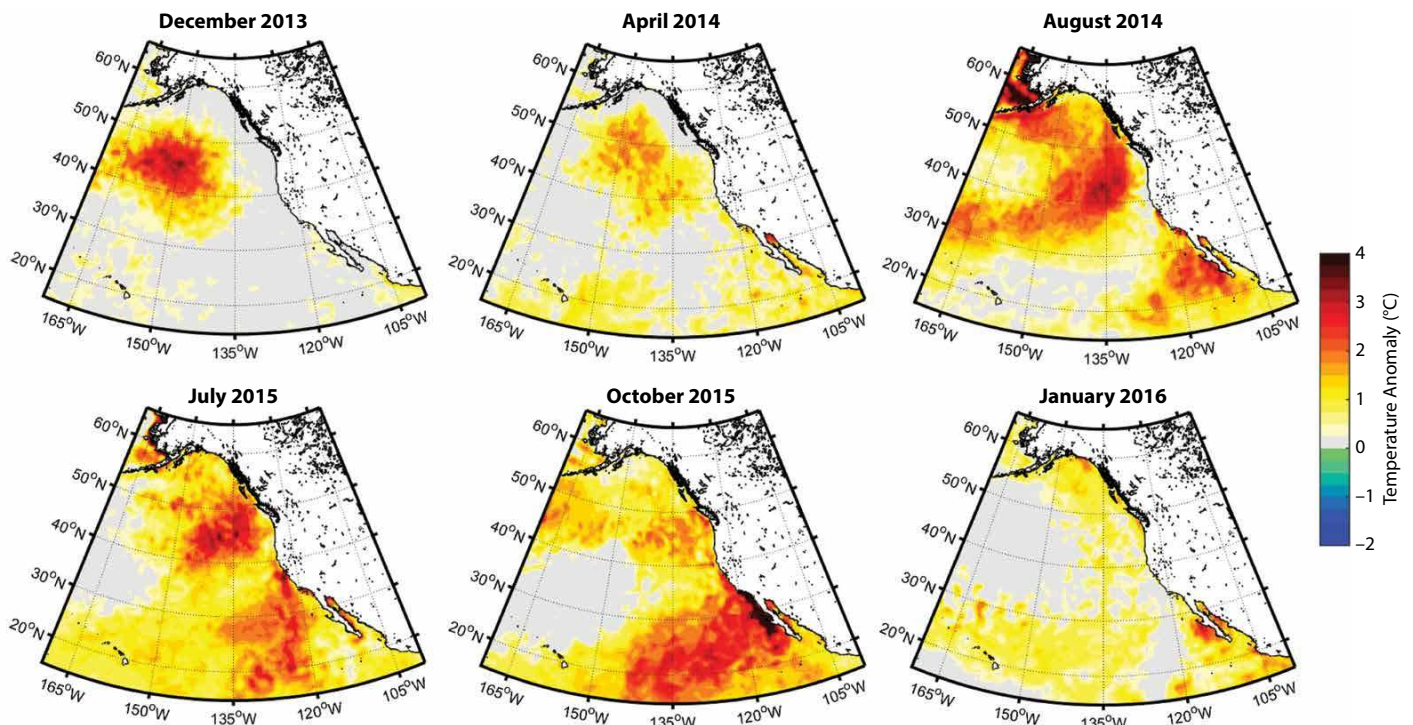 December 2013
April 2014
August 2014
60°N
50°N
40°N
30°N
20°N
165°W
150°W
135°W
120°W
105°W
60°N
50°N
40°N
30°N
20°N
165°W
150°W
135°W
120°W
105°W
60°N
50°N
40°N
30°N
20°N
165°W
150°W
135°W
120°W
105°W
July 2015
October 2015
January 2016
60°N
50°N
40°N
30°N
20°N
165°W
150°W
135°W
120°W
105°W
60°N
50°N
40°N
30°N
20°N
165°W
150°W
135°W
120°W
105°W
60°N
50°N
40°N
30°N
20°N
165°W
150°W
135°W
120°W
105°W
4
3
2
1
0
−1
−2
Temperature Anomaly (°C)